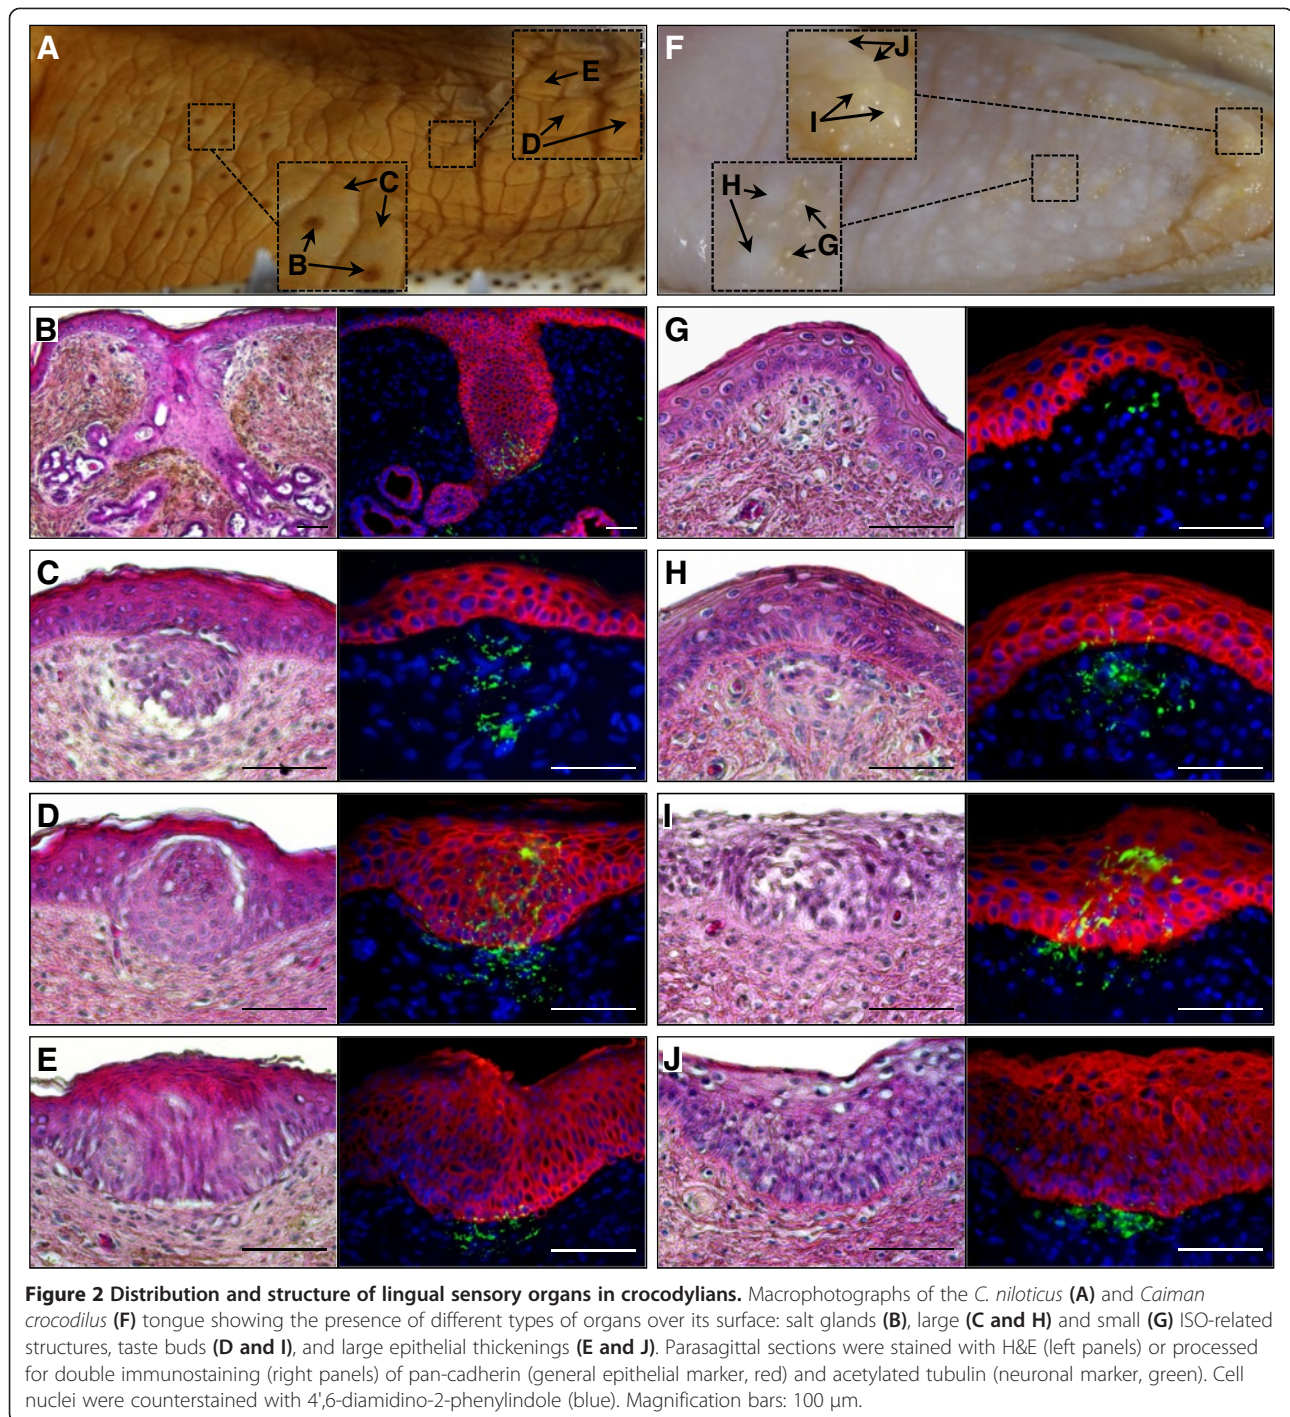 A
E
D
C
B
F
J
I
H
G
B
G
C
H
D
I
E
J
Figure 2 Distribution and structure of lingual sensory organs in crocodylians. Macrophotographs of the C. niloticus (A) and Caiman
crocodilus (F) tongue showing the presence of different types of organs over its surface: salt glands (B), large (C and H) and small (G) ISO-related
structures, taste buds (D and I), and large epithelial thickenings (E and J). Parasagittal sections were stained with H&E (left panels) or processed
for double immunostaining (right panels) of pan-cadherin (general epithelial marker, red) and acetylated tubulin (neuronal marker, green). Cell
nuclei were counterstained with 4',6-diamidino-2-phenylindole (blue). Magnification bars: 100 μm.